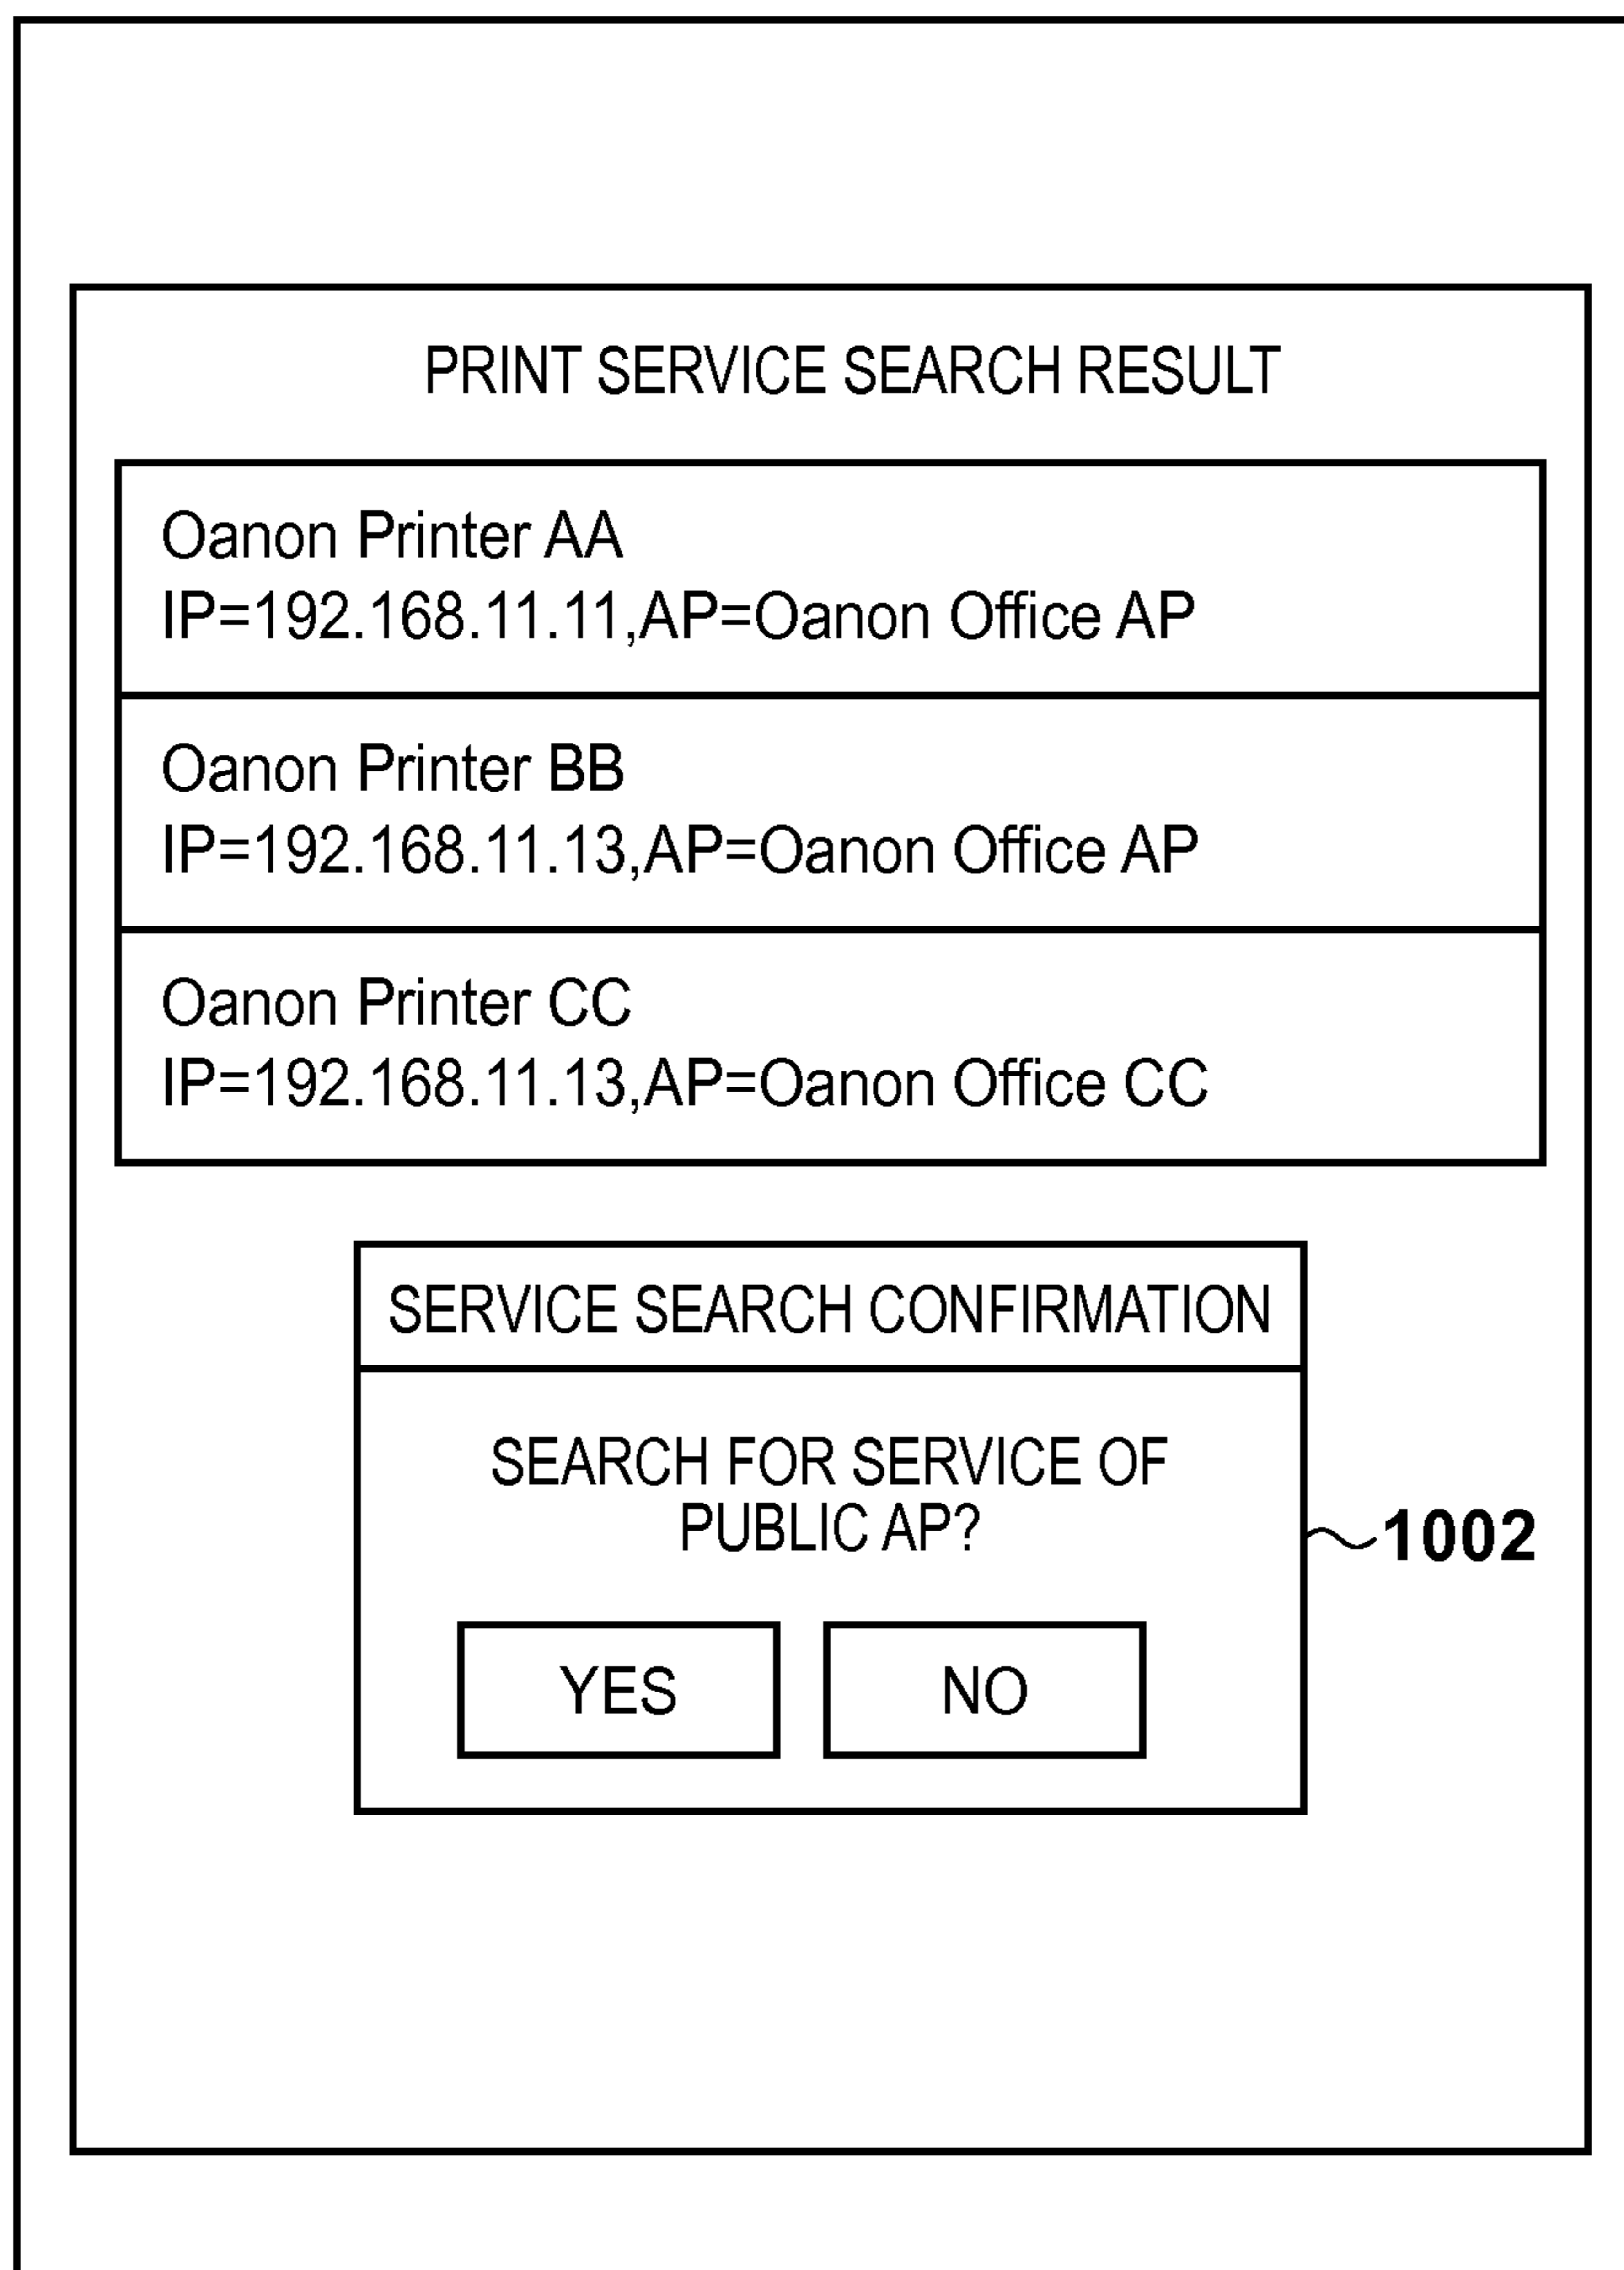 PRINT SERVICE SEARCH RESULT
Oanon Printer AA
IP=192.168.11.11,AP=Oanon Office AP
Oanon Printer BB
IP=192.168.11.13,AP=Oanon Office AP
Oanon Printer CC
IP=192.168.11.13,AP=Oanon Office CC
SERVICE SEARCH CONFIRMATION
SEARCH FOR SERVICE OF
PUBLIC AP?
1002
YES NO